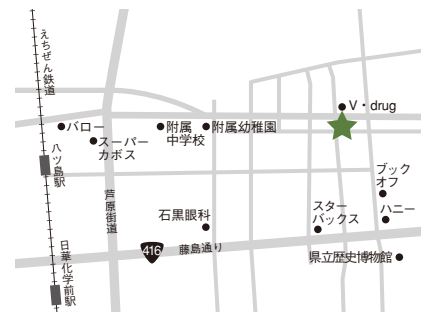 えちぜん鉄道
V・drug
バロー
附属
中学校
附属幼稚園
スーパー
カボス
八ツ島駅
ブック
オフ
芦原街道
石黒眼科
スター
バックス
ハニー
416
藤島通り
県立歴史博物館
日華化学前駅